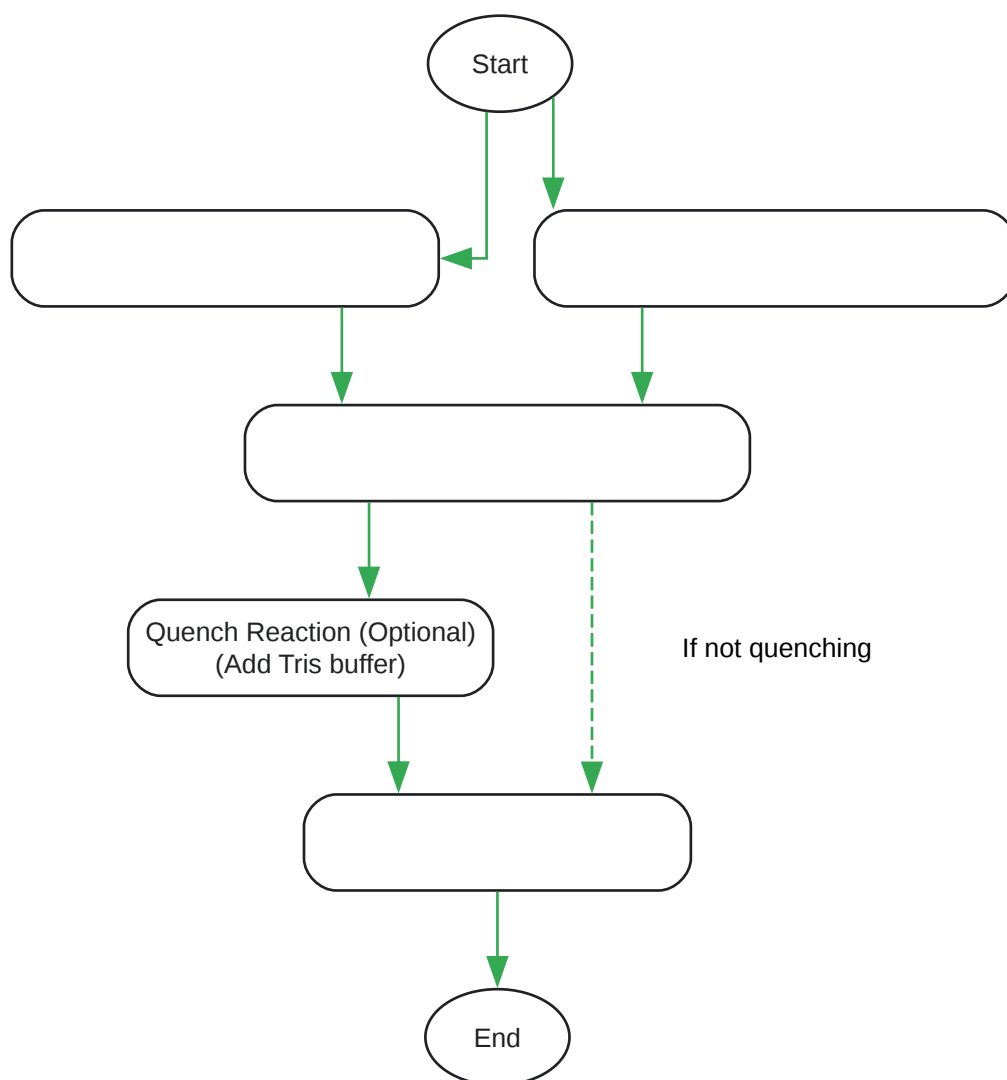 Start
Quench Reaction (Optional)
(Add Tris buffer)
If not quenching
End